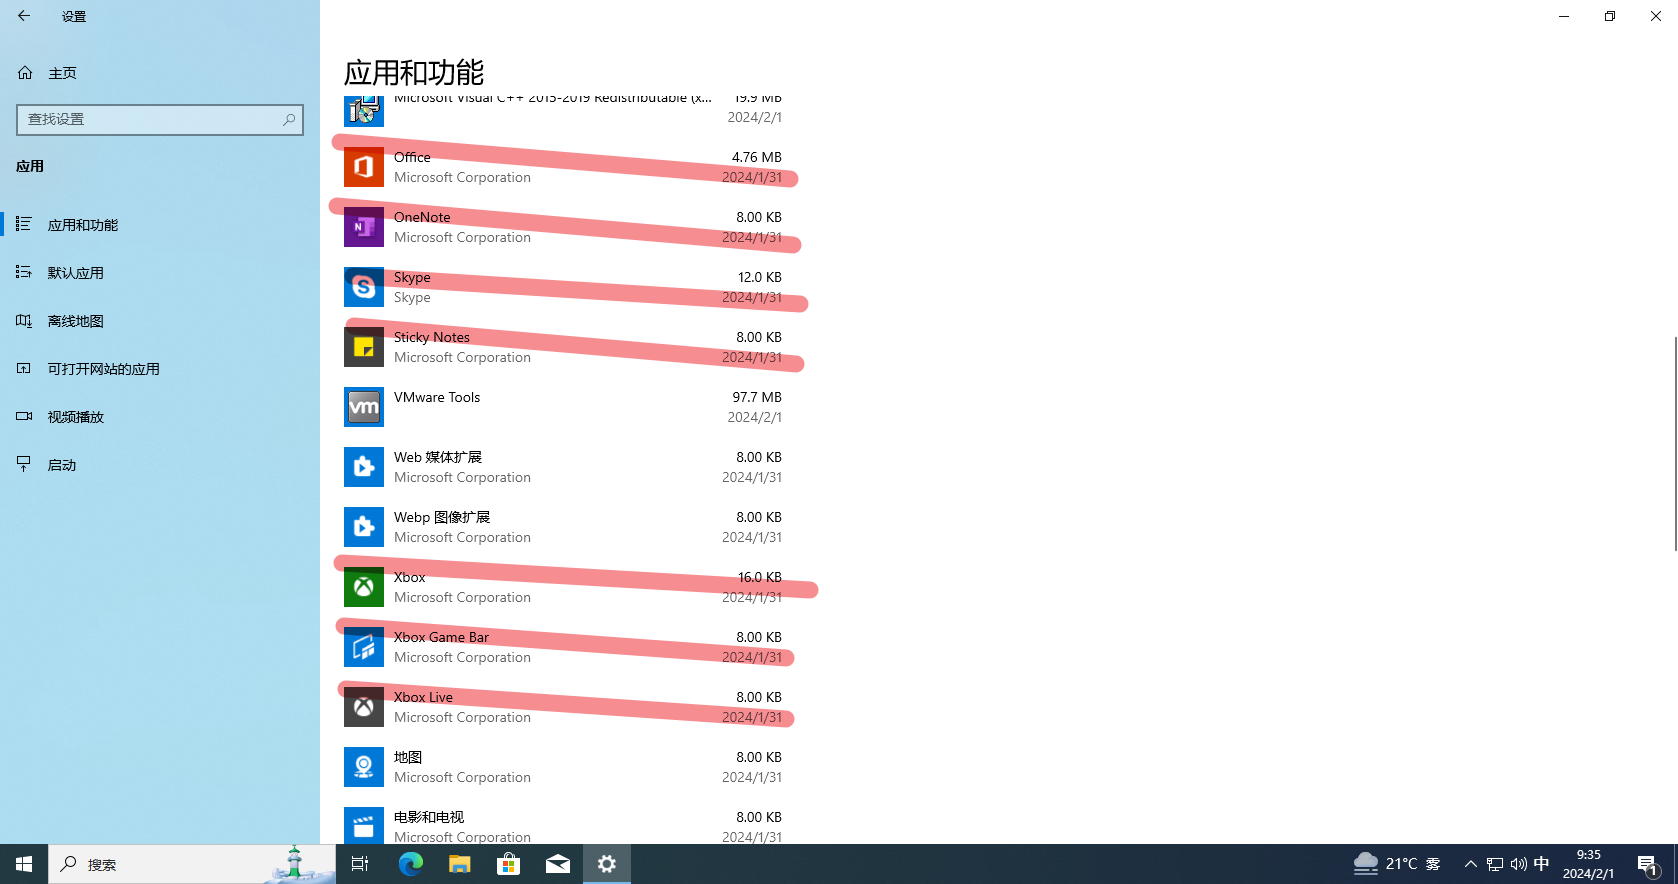 设置
主页
查找设置
应用
应用和功能
默认应用
离线地图
可打开网站的应用
视频播放
启动
应用和功能
Microsoft Visual C++ 2015-2019 Redistributable (x... 19.9 MB
2024/2/1
Office 4.76 MB
Microsoft Corporation 2024/1/31
OneNote 8.00 KB
Microsoft Corporation 2024/1/31
Skype 12.0 KB
Skype 2024/1/31
Sticky Notes 8.00 KB
Microsoft Corporation 2024/1/31
vm
VMware Tools 97.7 MB
2024/2/1
Web 媒体扩展 8.00 KB
Microsoft Corporation 2024/1/31
Webp 图像扩展 8.00 KB
Microsoft Corporation 2024/1/31
Xbox 16.0 KB
Microsoft Corporation 2024/1/31
Xbox Game Bar 8.00 KB
Microsoft Corporation 2024/1/31
Xbox Live 8.00 KB
Microsoft Corporation 2024/1/31
地图 8.00 KB
Microsoft Corporation 2024/1/31
电影和电视 8.00 KB
Microsoft Corporation 2024/1/31
搜索
21°C 雾
中
9:35
2024/2/1
1